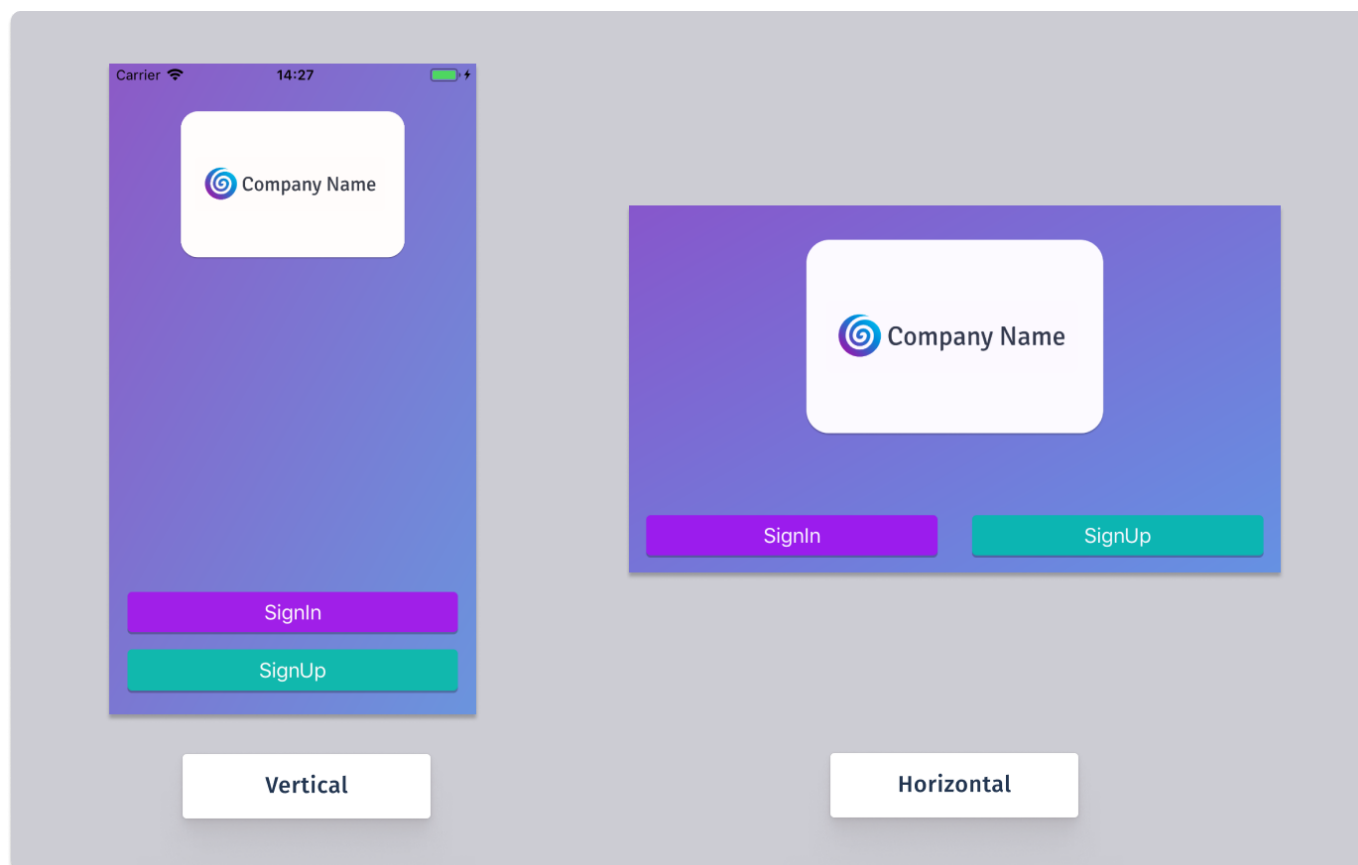 Carrier 14:27
Company Name
SignIn
SignUp
Vertical
Company Name
SignIn SignUp
Horizontal